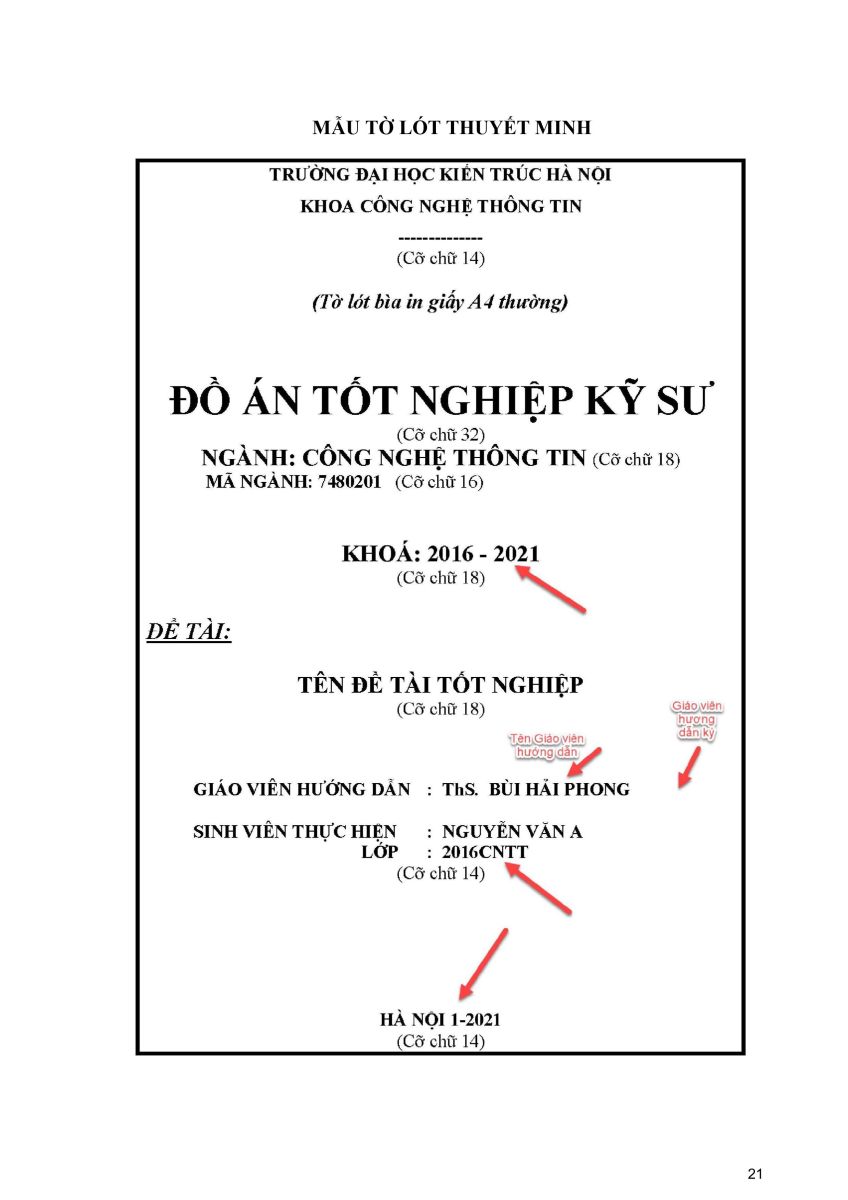 MẪU TỜ LÓT THUYẾT MINH
TRƯỜNG ĐẠI HỌC KIẾN TRÚC HÀ NỘI
KHOA CÔNG NGHỆ THÔNG TIN
--------------
(Cỡ chữ 14)
(Tờ lót bìa in giấy A4 thường)
ĐỒ ÁN TỐT NGHIỆP KỸ SƯ
(Cỡ chữ 32)
NGÀNH: CÔNG NGHỆ THÔNG TIN (Cỡ chữ 18)
MÃ NGÀNH: 7480201 (Cỡ chữ 16)
KHOÁ: 2016 - 2021
(Cỡ chữ 18)
ĐỀ TÀI:
TÊN ĐỀ TÀI TỐT NGHIỆP
(Cỡ chữ 18)
Giáo viên
hương
dẫn ký
Tên Giáo viên
hướng dẫn
GIÁO VIÊN HƯỚNG DẪN : ThS. BÙI HẢI PHONG
SINH VIÊN THỰC HIỆN : NGUYỄN VĂN A
LỚP : 2016CNTT
(Cỡ chữ 14)
HÀ NỘI 1-2021
(Cỡ chữ 14)
21